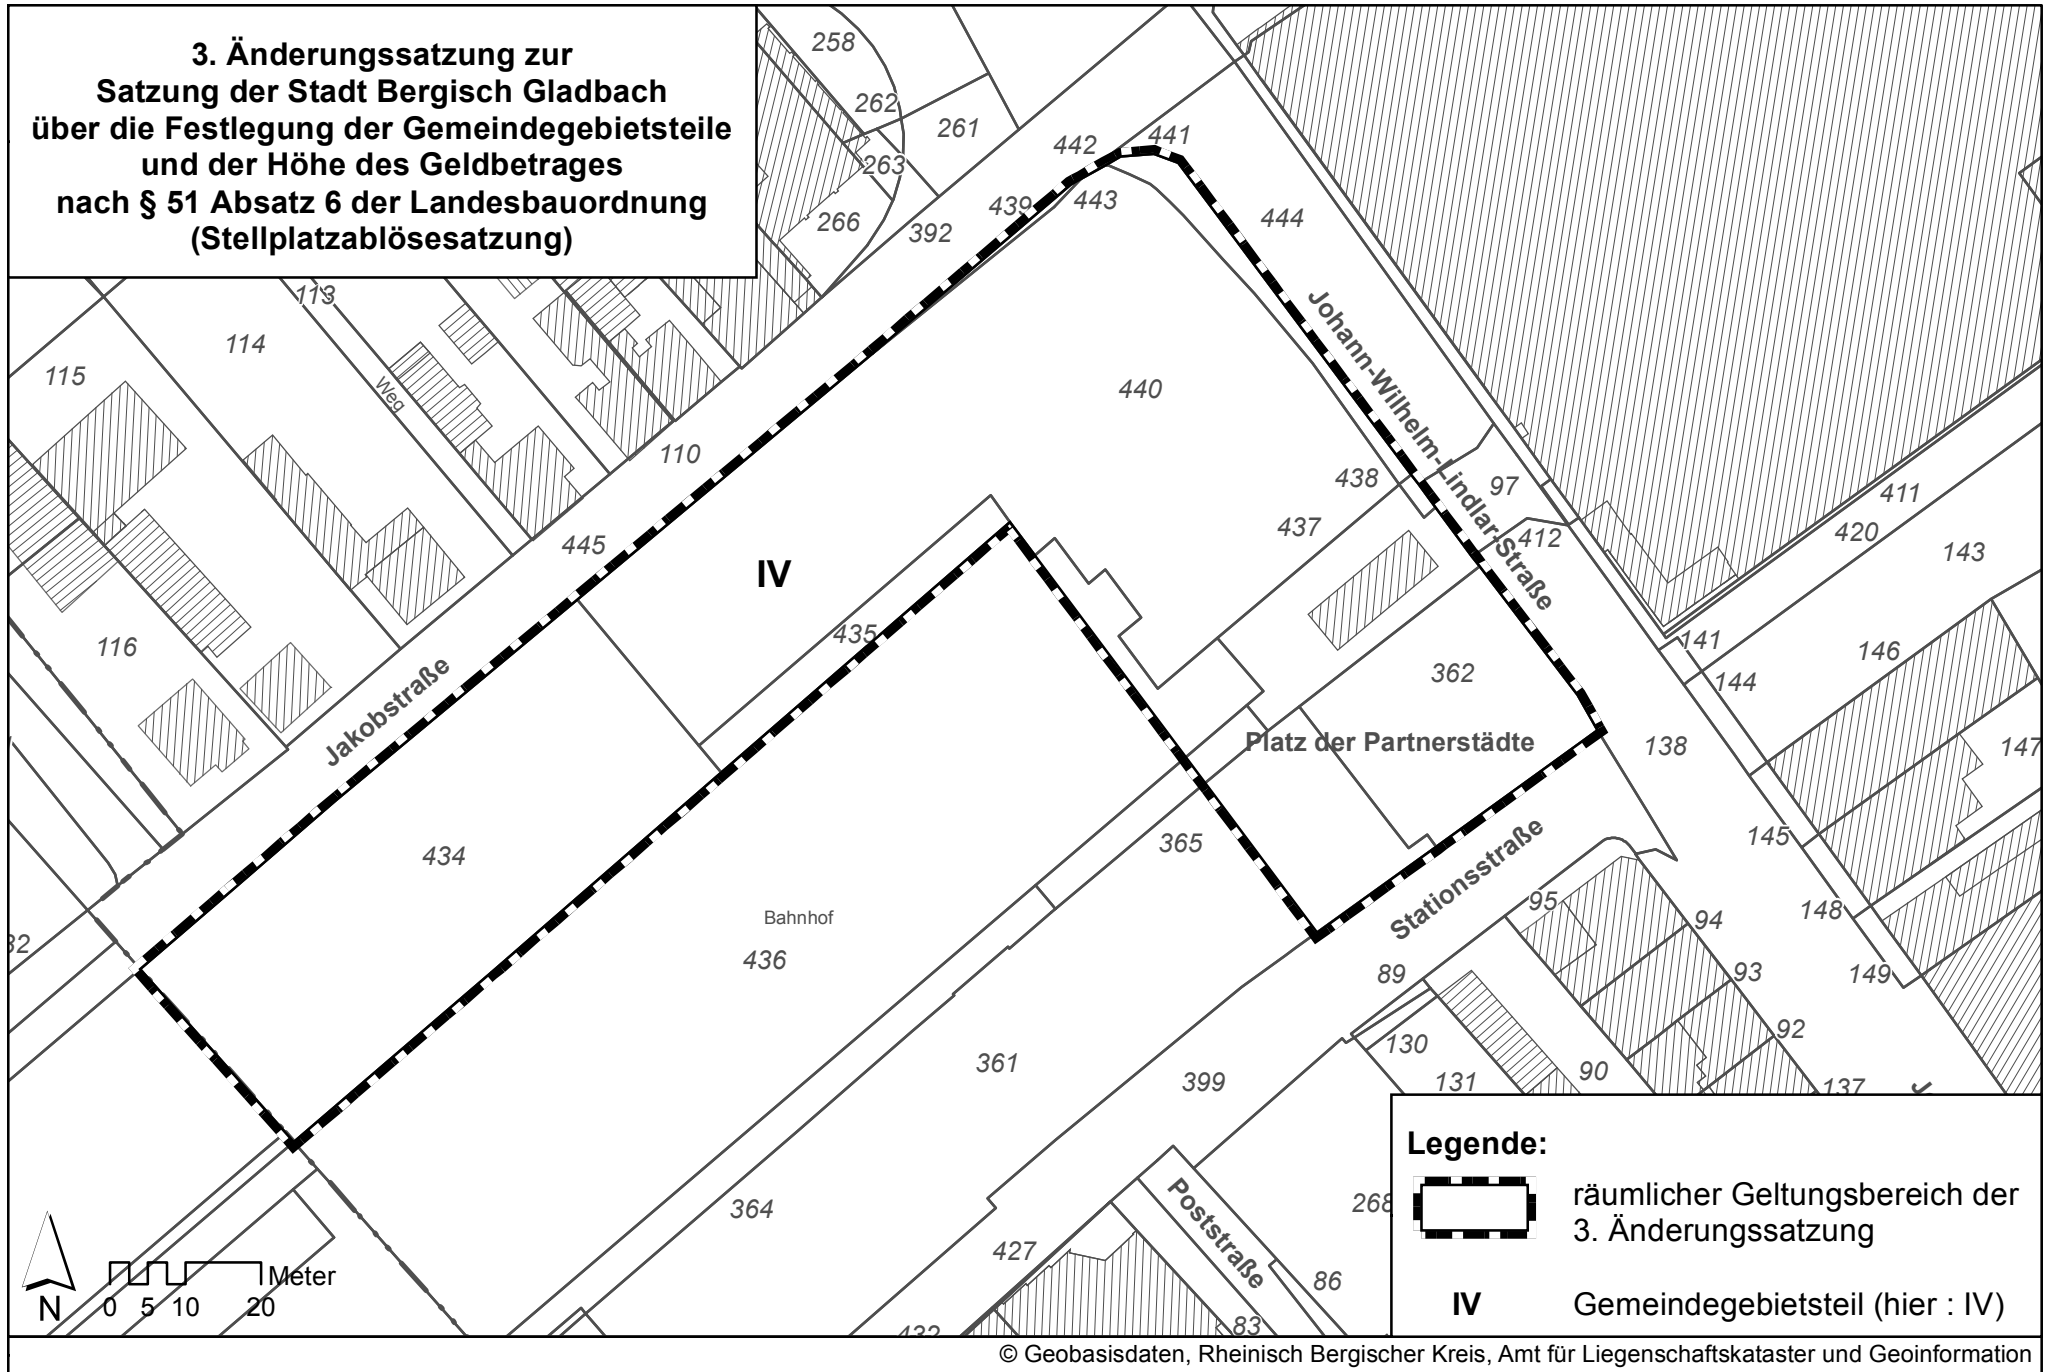 3. Änderungssatzung zur
Satzung der Stadt Bergisch Gladbach
über die Festlegung der Gemeindegebietsteile
und der Höhe des Geldbetrages
nach § 51 Absatz 6 der Landesbauordnung
(Stellplatzablösesatzung)
258
262
261
263
266
442
441
439
443
392
444
113
114
115
Weg
Johann-Wilhelm-Lindlar-Straße
440
110
438
97
411
437
420
412
143
445
IV
435
116
141
146
144
362
Jakobstraße
Platz der Partnerstädte
138
147
145
434
365
Stationsstraße
Bahnhof
95
148
94
32
436
89
93
149
92
130
361
399
131
90
137
J
364
268
Poststraße
427
86
83
432
Legende:
räumlicher Geltungsbereich der
3. Änderungssatzung
IV Gemeindegebietsteil (hier : IV)
N
0 5 10 20 Meter
© Geobasisdaten, Rheinisch Bergischer Kreis, Amt für Liegenschaftskataster und Geoinformation